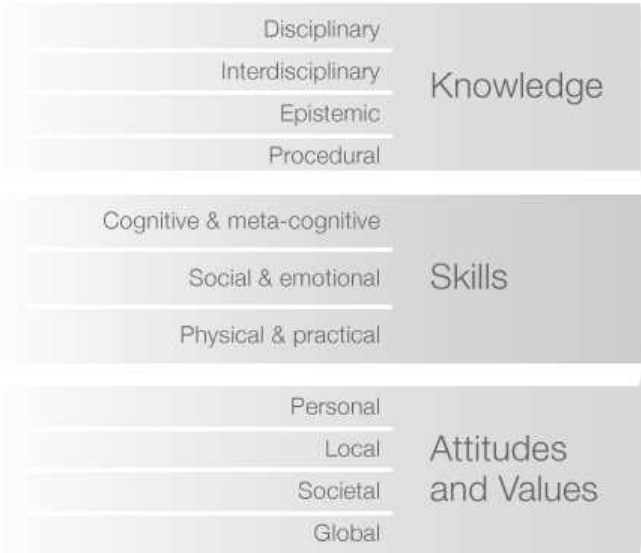 Disciplinary
Interdisciplinary
Epistemic
Procedural
Knowledge
Cognitive & meta-cognitive
Social & emotional
Physical & practical
Skills
Personal
Local
Societal
Global
Attitudes
and Values